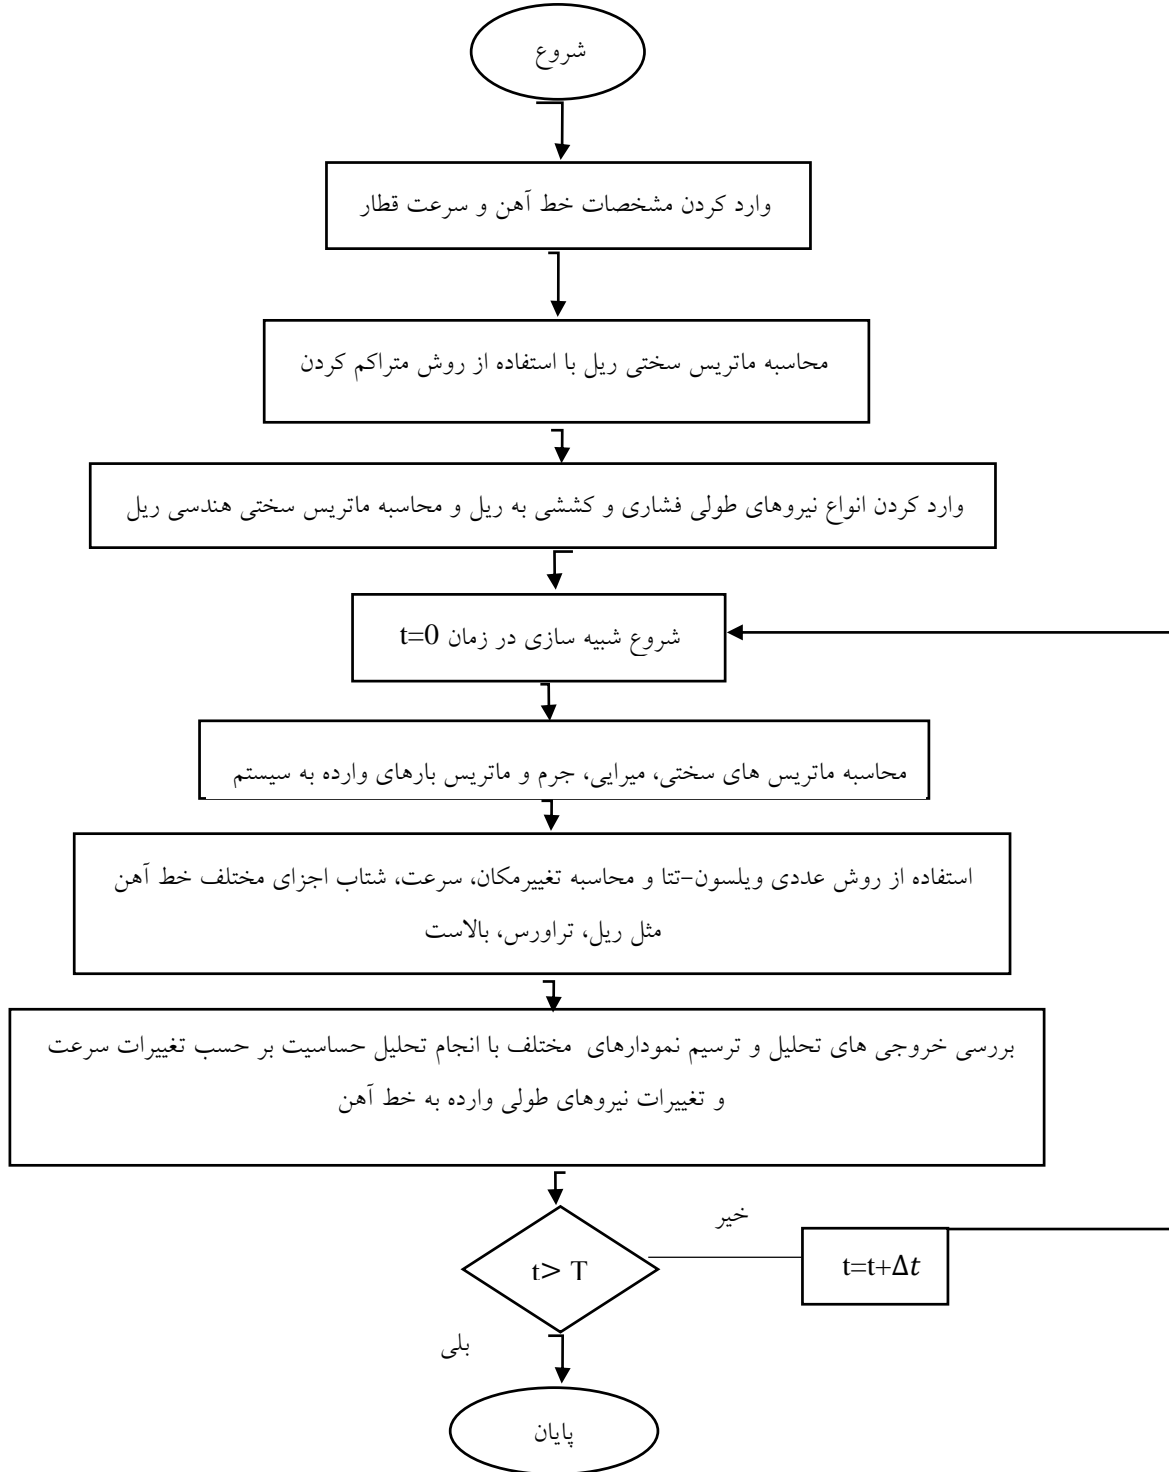 شروع
وارد کردن مشخصات خط آهن و سرعت قطار
محاسبه ماتریس سختی ریل با استفاده از روش متراکم کردن
وارد کردن انواع نیروهای طولی فشاری و کششی به ریل و محاسبه ماتریس سختی هندسی ریل
شروع شبیه سازی در زمان t=0
محاسبه ماتریس های سختی، میرایی، جرم و ماتریس بارهای وارده به سیستم
استفاده از روش عددی ویلسون-تتا و محاسبه تغییرمکان، سرعت، شتاب اجزای مختلف خط آهن
مثل ریل، تراورس، بالاست
بررسی خروجی های تحلیل و ترسیم نمودارهای مختلف با انجام تحلیل حساسیت بر حسب تغییرات سرعت
و تغییرات نیروهای طولی وارده به خط آهن
خیر
t> T
t=t+Δt
بلی
پایان